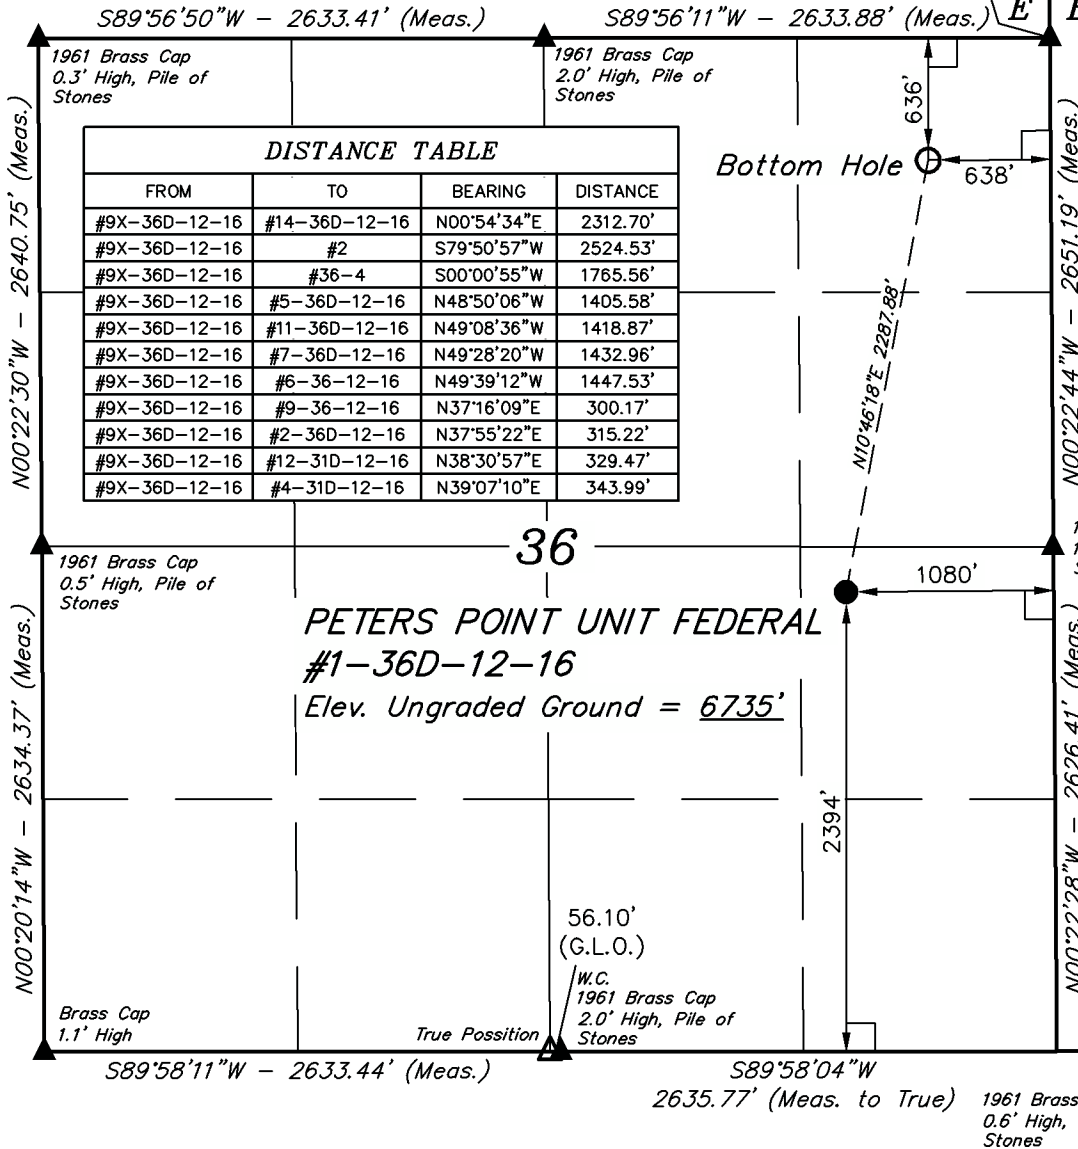 S89°56'50"W – 2633.41' (Meas.)
S89°56'11"W – 2633.88' (Meas.)
E
1961 Brass Cap
0.3' High, Pile of
Stones
1961 Brass Cap
2.0' High, Pile of
Stones
636'
Bottom Hole
638'
N00°22'30"W – 2640.75' (Meas.)
N00°22'44"W – 2651.19' (Meas.)
DISTANCE TABLE
FROM TO BEARING DISTANCE
#9X-36D-12-16 #14-36D-12-16 N00°54'34"E 2312.70'
#9X-36D-12-16 #2 S79°50'57"W 2524.53'
#9X-36D-12-16 #36-4 S00°00'55"W 1765.56'
#9X-36D-12-16 #5-36D-12-16 N48°50'06"W 1405.58'
#9X-36D-12-16 #11-36D-12-16 N49°08'36"W 1418.87'
#9X-36D-12-16 #7-36D-12-16 N49°28'20"W 1432.96'
#9X-36D-12-16 #6-36-12-16 N49°39'12"W 1447.53'
#9X-36D-12-16 #9-36-12-16 N37°16'09"E 300.17'
#9X-36D-12-16 #2-36D-12-16 N37°55'22"E 315.22'
#9X-36D-12-16 #12-31D-12-16 N38°30'57"E 329.47'
#9X-36D-12-16 #4-31D-12-16 N39°07'10"E 343.99'
N10°46'18"E 2287.88'
36
1961 Brass Cap
0.5' High, Pile of
Stones
1080'
PETERS POINT UNIT FEDERAL
#1-36D-12-16
Elev. Ungraded Ground = 6735'
N00°20'14"W – 2634.37' (Meas.)
2394'
N00°22'28"W – 2626.41' (Meas.)
56.10'
(G.L.O.)
W.C.
1961 Brass Cap
2.0' High, Pile of
Stones
Brass Cap
1.1' High
True Possition
S89°58'11"W – 2633.44' (Meas.)
S89°58'04"W
2635.77' (Meas. to True)
1961 Brass
0.6' High,
Stones